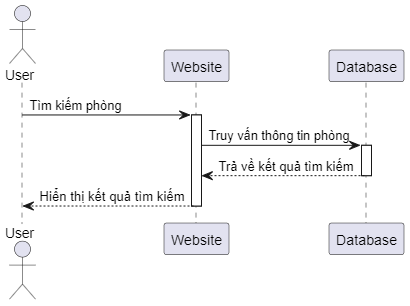 User
Website
Database
Tìm kiếm phòng
Truy vấn thông tin phòng
Trả về kết quả tìm kiếm
Hiển thị kết quả tìm kiếm
User
Website
Database